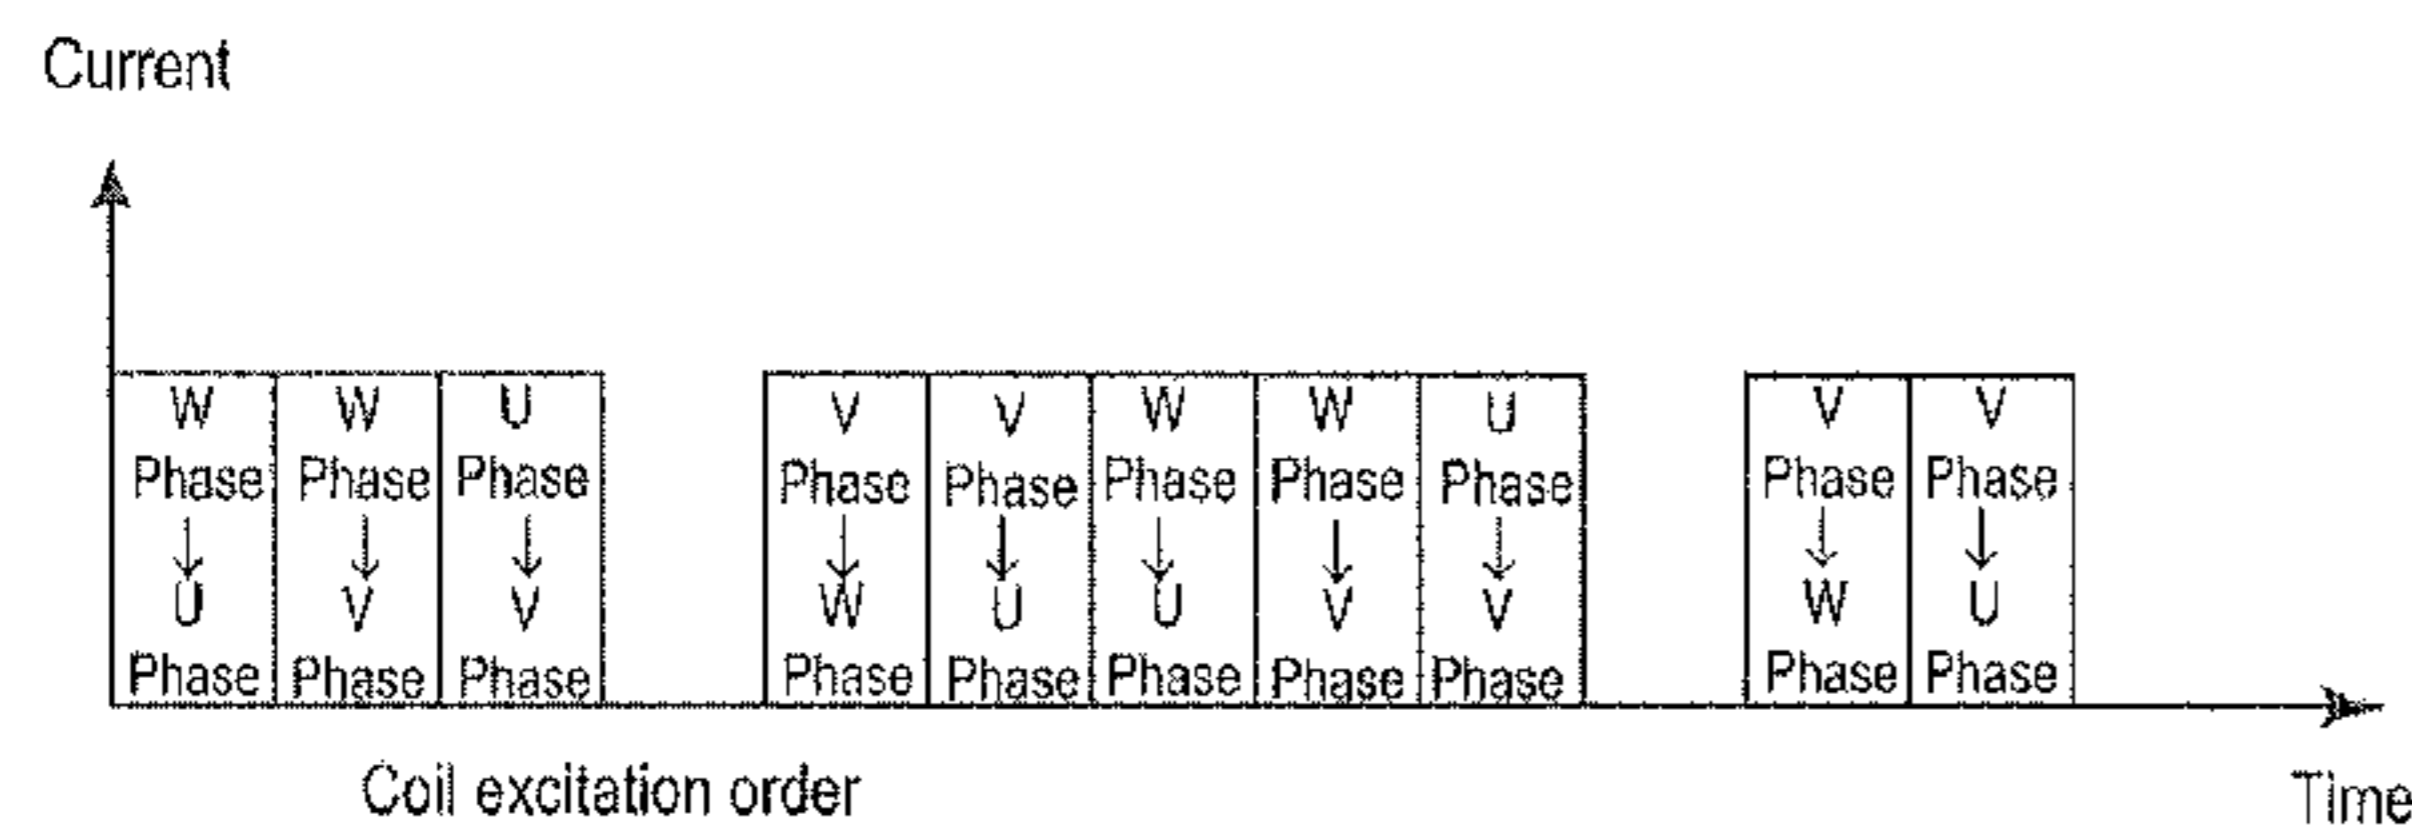 Current
W W U V V W W U V V
Phase Phase Phase Phase Phase Phase Phase Phase Phase Phase
↓ ↓ ↓ ↓ ↓ ↓ ↓ ↓ ↓ ↓
U V V W U U V V W U
Phase Phase Phase Phase Phase Phase Phase Phase Phase Phase
Coil excitation order
Time